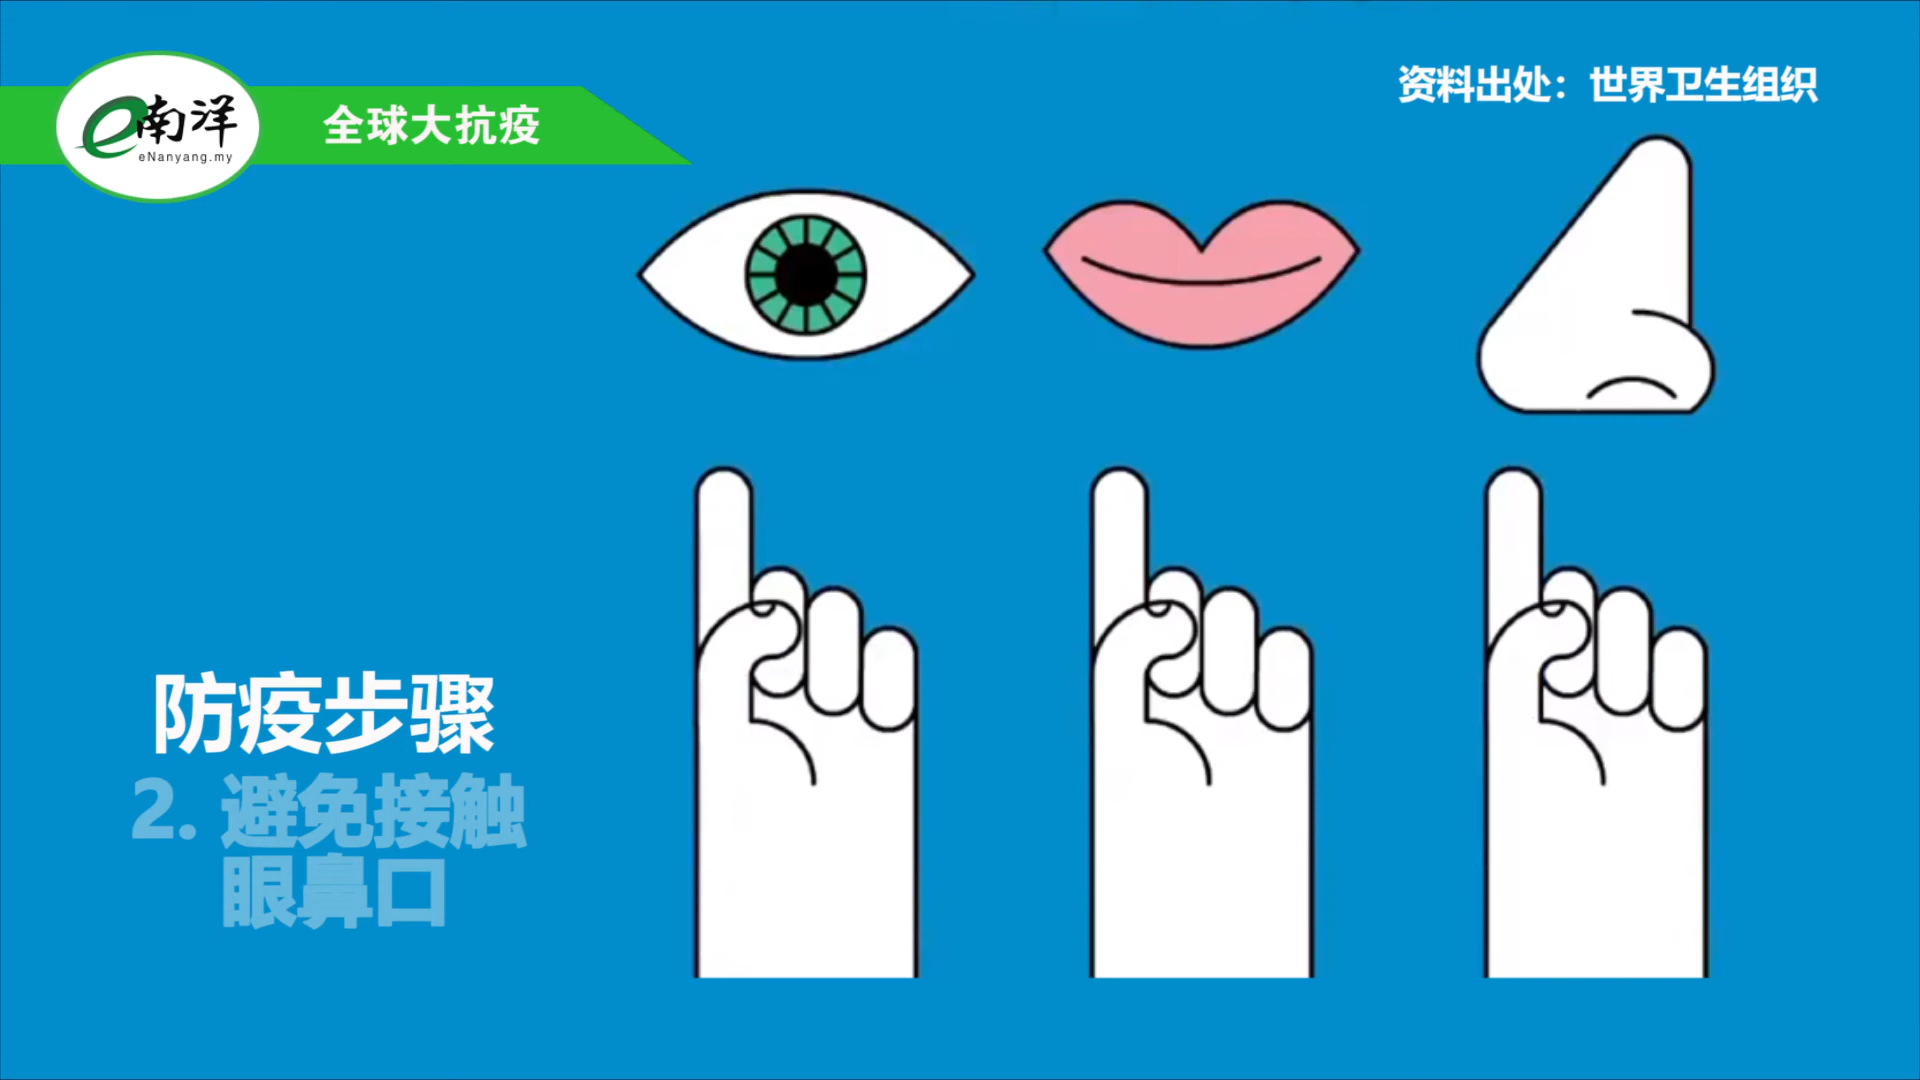 e南洋
eNanyang.my
全球大抗疫
资料出处：世界卫生组织
防疫步骤
2. 避免接触
眼鼻口